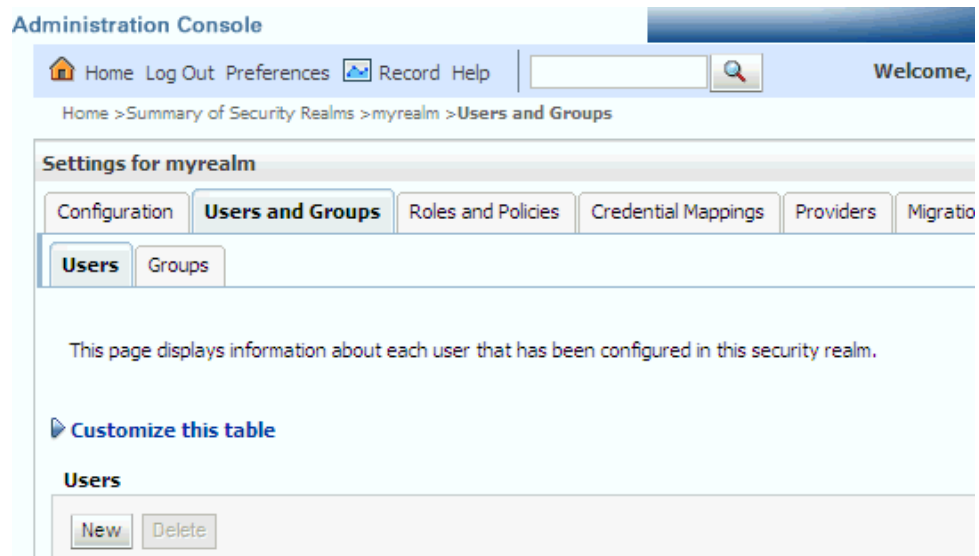 Administration Console
Home Log Out Preferences Record Help Welcome,
Home >Summary of Security Realms >myrealm >Users and Groups
Settings for myrealm
Configuration Users and Groups Roles and Policies Credential Mappings Providers Migratio
Users Groups
This page displays information about each user that has been configured in this security realm.
Customize this table
Users
New Delete